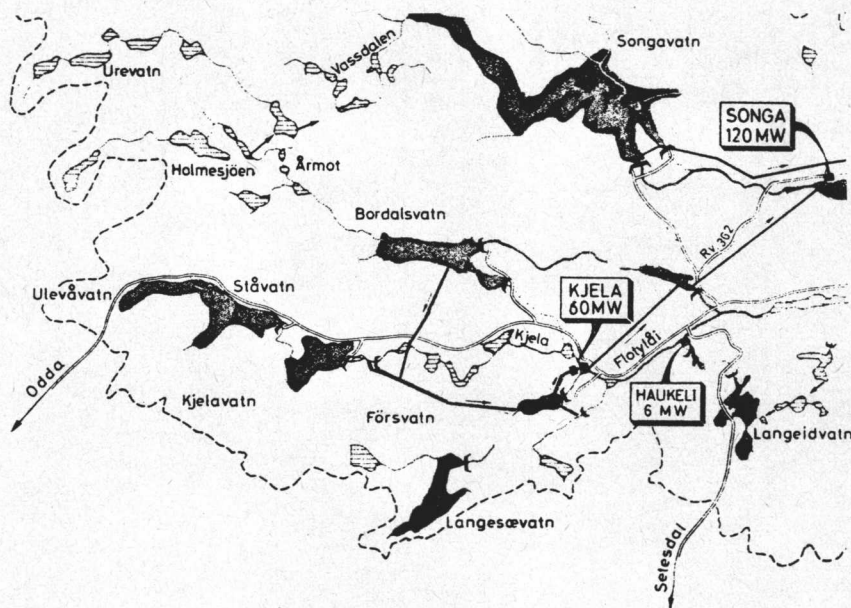 Songavatn
Vassdalen
Urevatn
SONGA
120 MW
Holmesjöen
Årmot
Bordalsvatn
Rv. 362
Ulevåvatn
Ståvatn
KJELA
60MW
Kjela
Flotylåi
Odda
Kjelavatn
Försvatn
HAUKELI
6 MW
Langeidvatn
Langesævatn
Setesdal